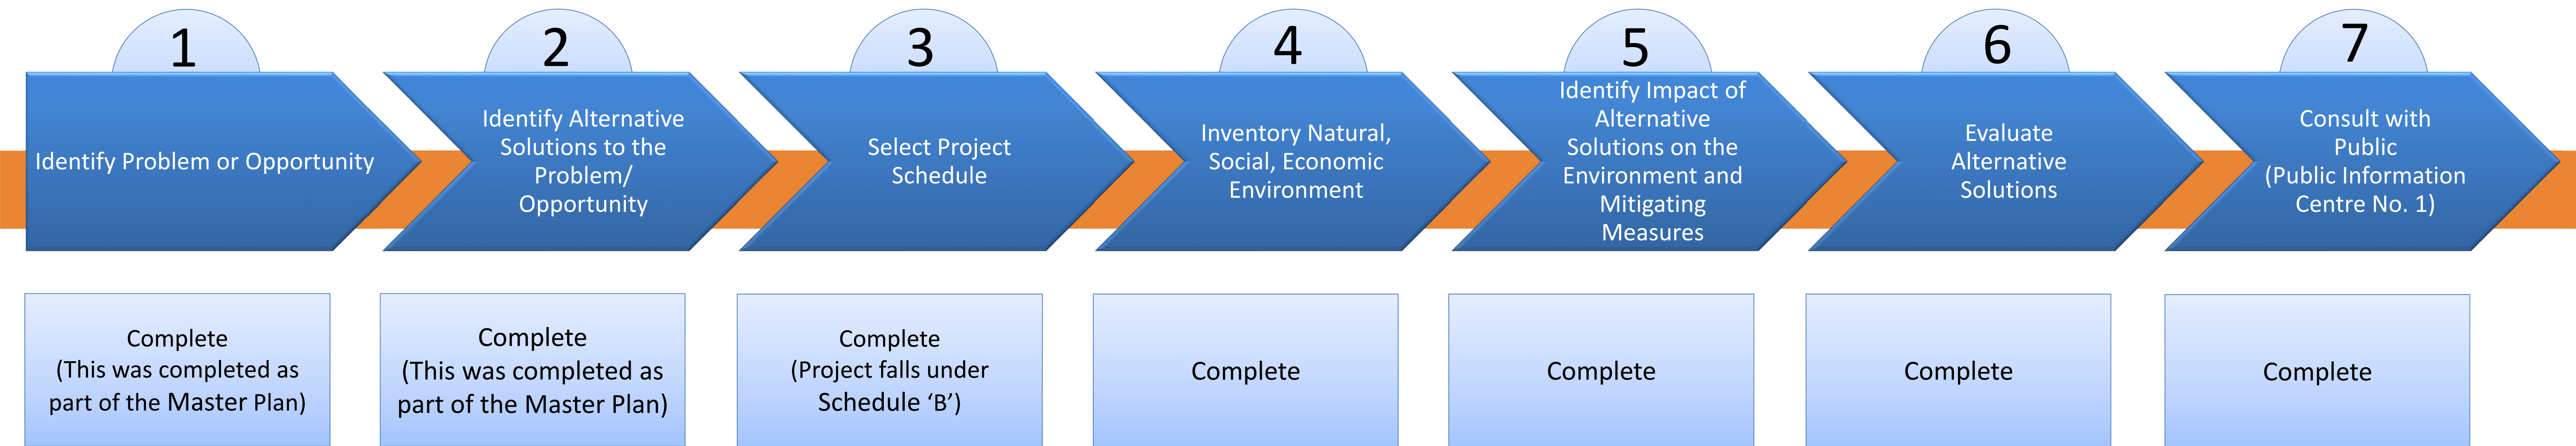 1
Identify Problem or Opportunity
Complete
(This was completed as
part of the Master Plan)
2
Identify Alternative
Solutions to the
Problem/
Opportunity
Complete
(This was completed as
part of the Master Plan)
3
Select Project
Schedule
Complete
(Project falls under
Schedule ‘B’)
4
Inventory Natural,
Social, Economic
Environment
Complete
5
Identify Impact of
Alternative
Solutions on the
Environment and
Mitigating
Measures
Complete
6
Evaluate
Alternative
Solutions
Complete
7
Consult with
Public
(Public Information
Centre No. 1)
Complete